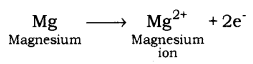 Mg ⟶ Mg²⁺ + 2e⁻
Magnesium Magnesium
ion